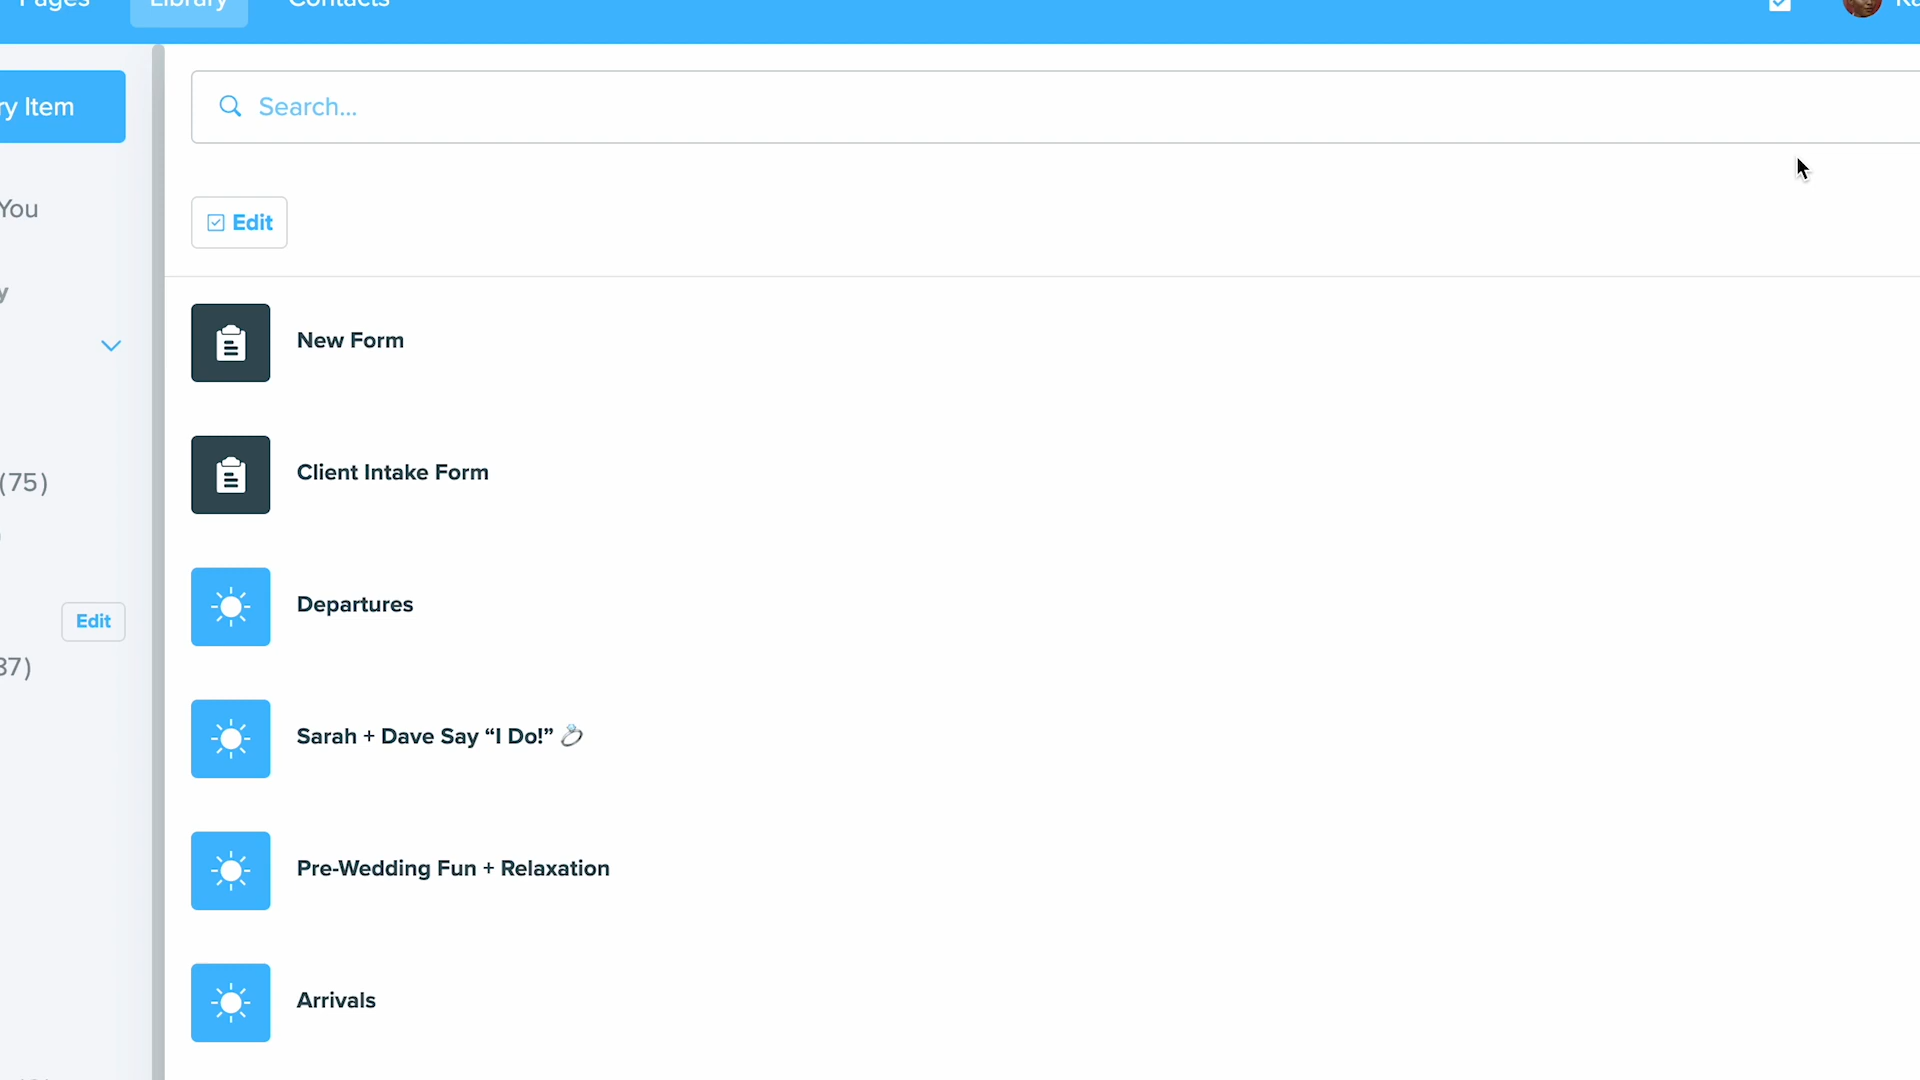 Pages Library Contacts
ry Item
Search...
You
Edit
y
New Form
Client Intake Form
(75)
Departures
Edit
37)
Sarah + Dave Say “I Do!” 💍
Pre-Wedding Fun + Relaxation
Arrivals